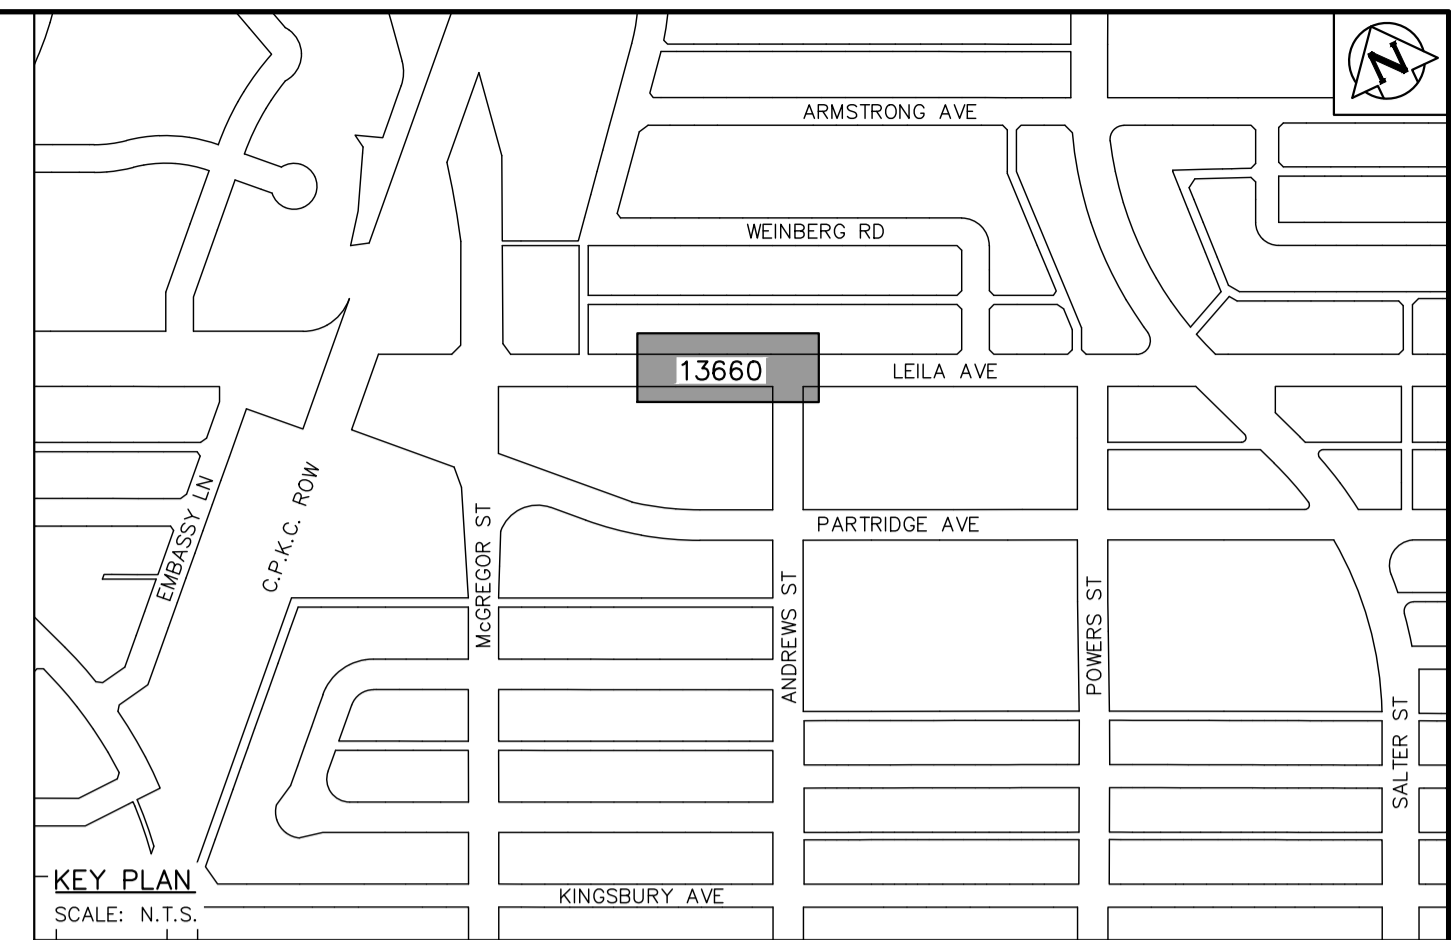 N
ARMSTRONG AVE
WEINBERG RD
13660
LEILA AVE
EMBASSY LN
C.P.K.C. ROW
McGREGOR ST
PARTRIDGE AVE
ANDREWS ST
POWERS ST
SALTER ST
KEY PLAN
SCALE: N.T.S.
KINGSBURY AVE